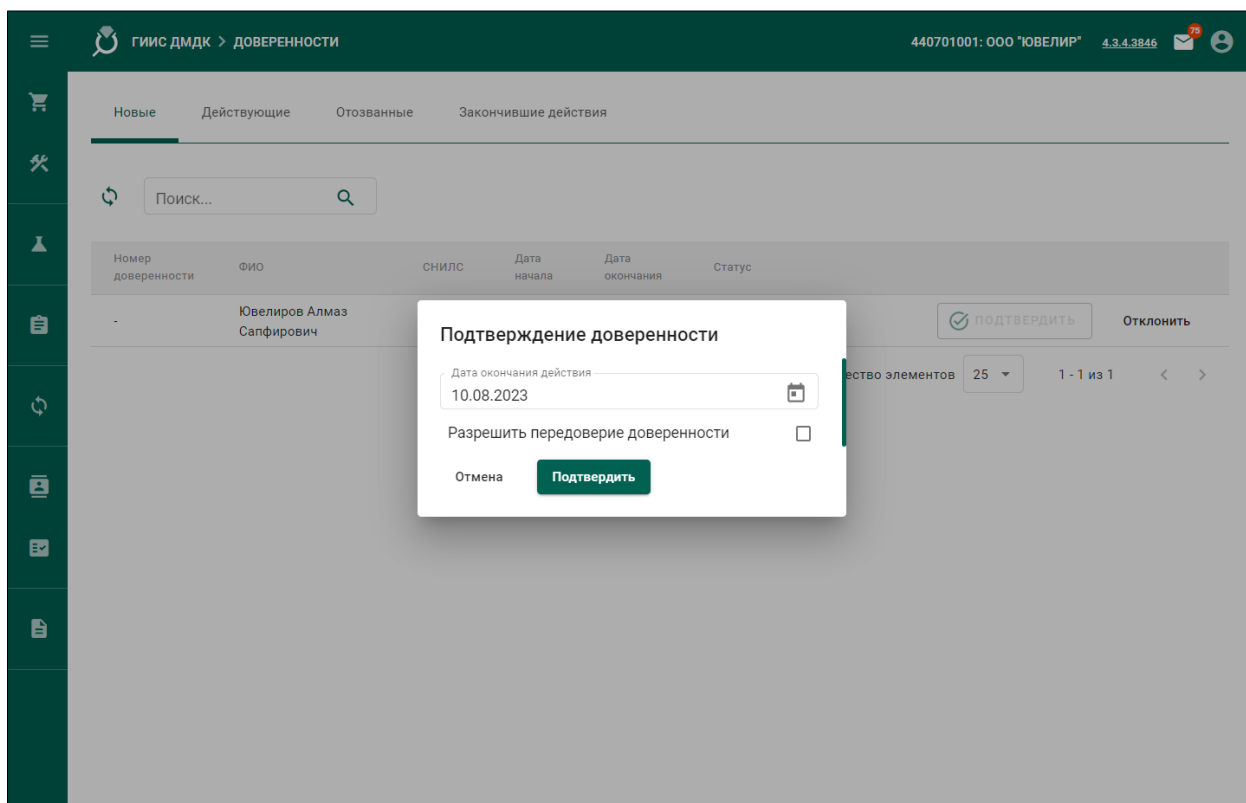 ГИИС ДМДК > ДОВЕРЕННОСТИ
440701001: ООО "ЮВЕЛИР"
4.3.4.3846
75
Новые
Действующие
Отозванные
Закончившие действия
Поиск...
Номер доверенности
ФИО
СНИЛС
Дата начала
Дата окончания
Статус
-
Ювелиров Алмаз
Сапфирович
ПОДТВЕРДИТЬ
Отклонить
Подтверждение доверенности
Дата окончания действия
10.08.2023
Разрешить передоверие доверенности
Отмена
Подтвердить
ество элементов
25
1 - 1 из 1